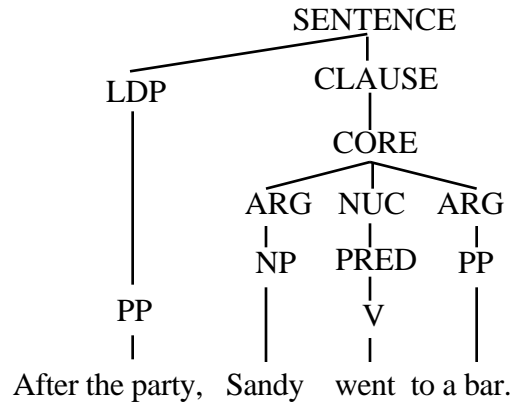 SENTENCE
LDP CLAUSE
CORE
ARG NUC ARG
NP PRED PP
PP V
After the party, Sandy went to a bar.